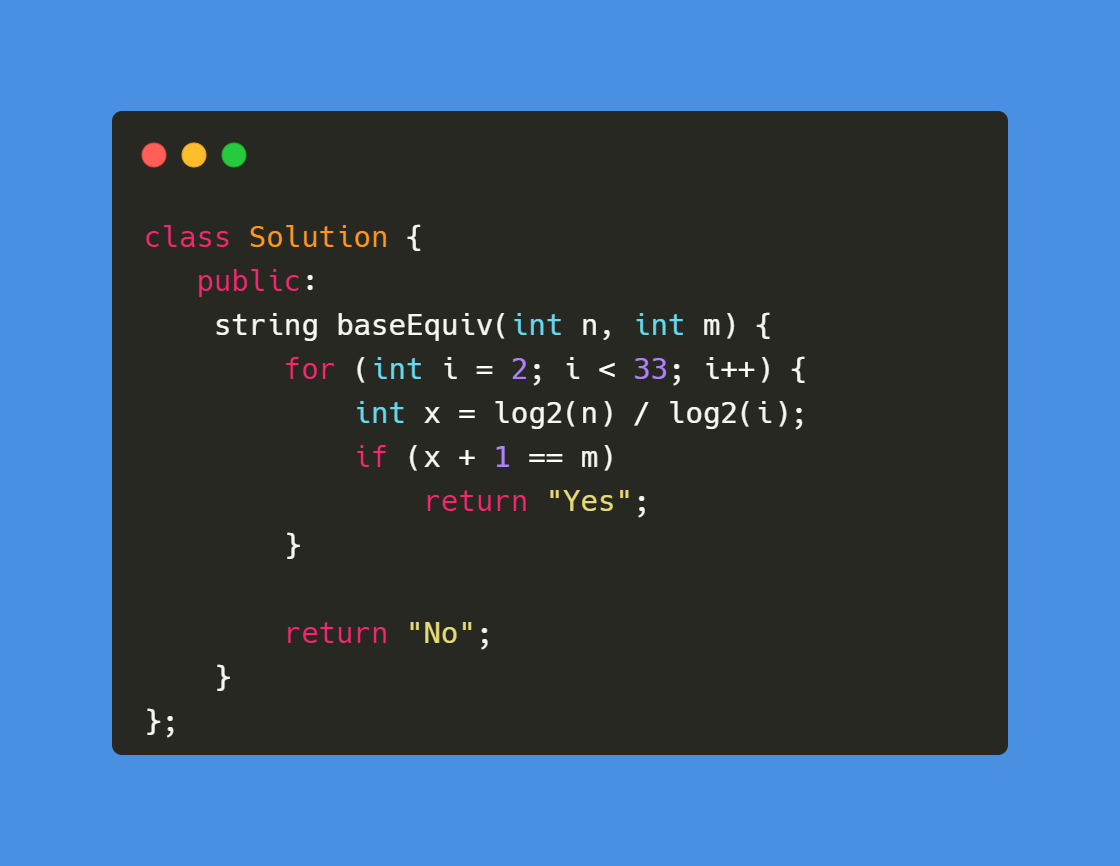 class Solution {
   public:
    string baseEquiv(int n, int m) {
        for (int i = 2; i < 33; i++) {
            int x = log2(n) / log2(i);
            if (x + 1 == m)
                return "Yes";
        }

        return "No";
    }
};